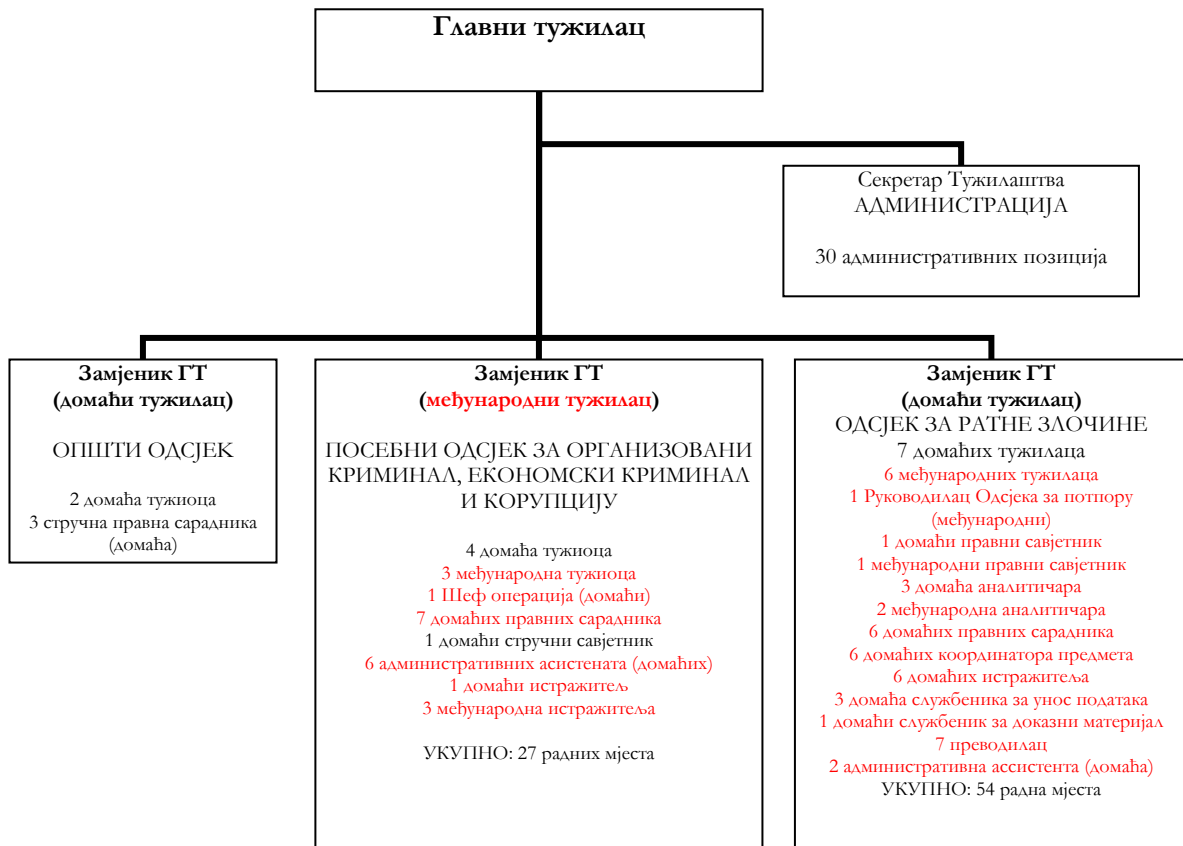 Главни тужилац
Секретар Тужилаштва
АДМИНИСТРАЦИЈА
30 административних позиција
Замјеник ГТ
(домаћи тужилац)
ОПШТИ ОДСЈЕК
2 домаћа тужиоца
3 стручна правна сарадника
(домаћа)
Замјеник ГТ
(међународни тужилац)
ПОСЕБНИ ОДСЈЕК ЗА ОРГАНИЗОВАНИ
КРИМИНАЛ, ЕКОНОМСКИ КРИМИНАЛ
И КОРУПЦИЈУ
4 домаћа тужиоца
3 међународна тужиоца
1 Шеф операција (домаћи)
7 домаћих правних сарадника
1 домаћи стручни савјетник
6 административних асистената (домаћих)
1 домаћи истражитељ
3 међународна истражитеља
УКУПНО: 27 радних мјеста
Замјеник ГТ
(домаћи тужилац)
ОДСЈЕК ЗА РАТНЕ ЗЛОЧИНЕ
7 домаћих тужилаца
6 међународних тужилаца
1 Руководилац Одсјека за потпору
(међународни)
1 домаћи правни савјетник
1 међународни правни савјетник
3 домаћа аналитичара
2 међународна аналитичара
6 домаћих правних сарадника
6 домаћих координатора предмета
6 домаћих истражитеља
3 домаћа службеника за унос података
1 домаћи службеник за доказни материјал
7 преводилац
2 административна ассистента (домаћа)
УКУПНО: 54 радна мјеста